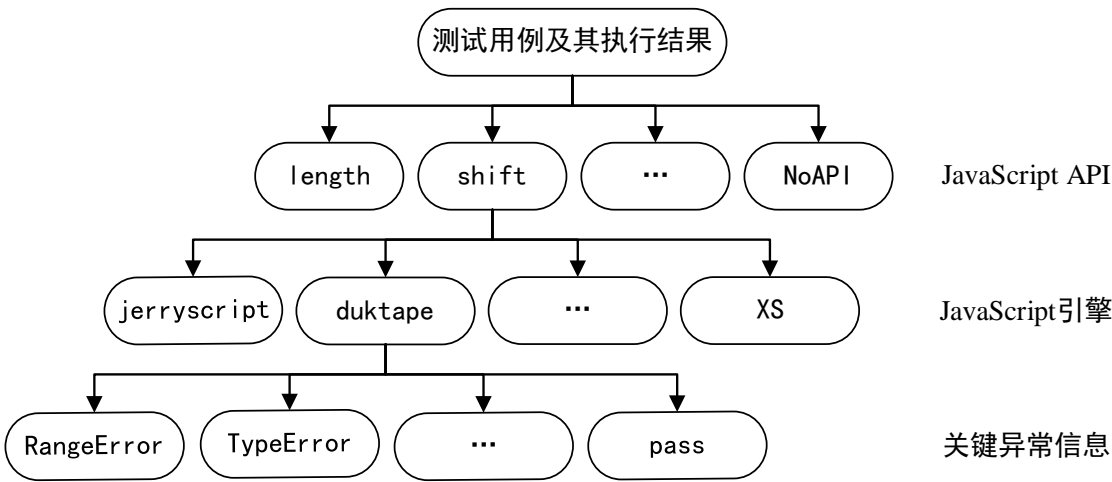 测试用例及其执行结果
length shift … NoAPI JavaScript API
jerryscript duktape … XS JavaScript引擎
RangeError TypeError … pass 关键异常信息